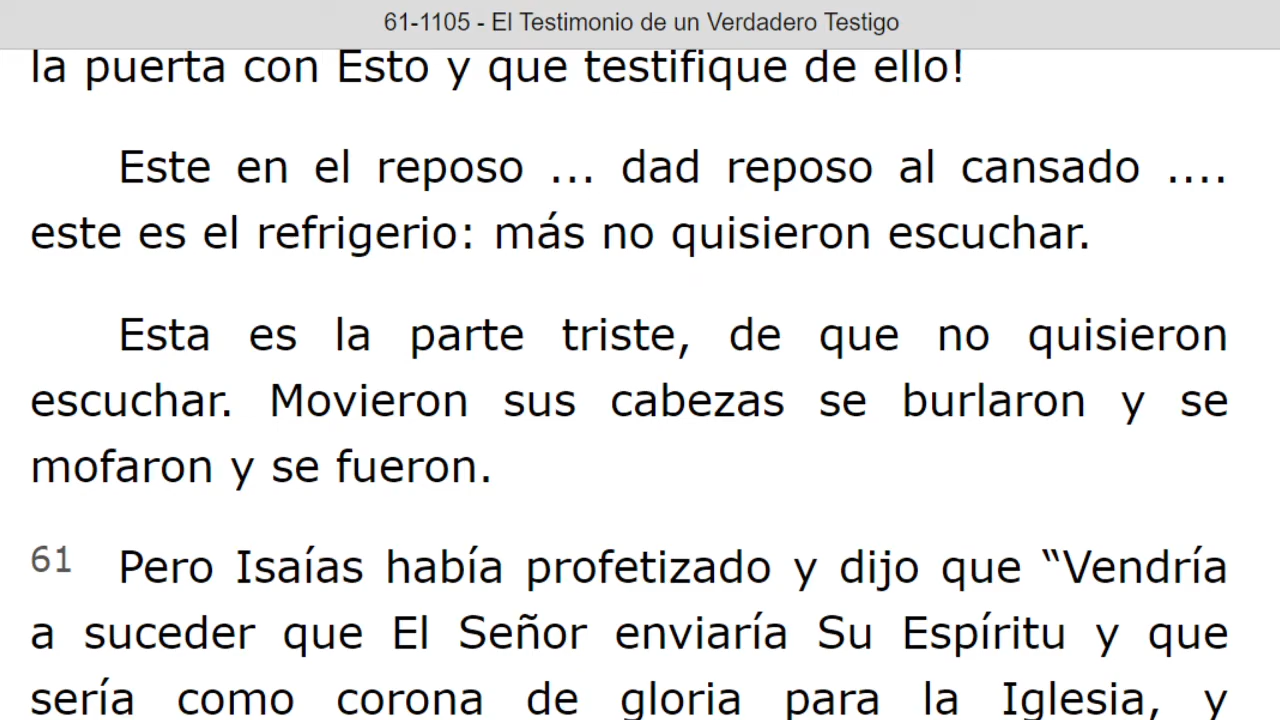 61-1105 - El Testimonio de un Verdadero Testigo
la puerta con Esto y que testifique de ello!
Este en el reposo ... dad reposo al cansado ....
este es el refrigerio: más no quisieron escuchar.
Esta es la parte triste, de que no quisieron
escuchar. Movieron sus cabezas se burlaron y se
mofaron y se fueron.
61 Pero Isaías había profetizado y dijo que “Vendría
a suceder que El Señor enviaría Su Espíritu y que
sería como corona de gloria para la Iglesia, y